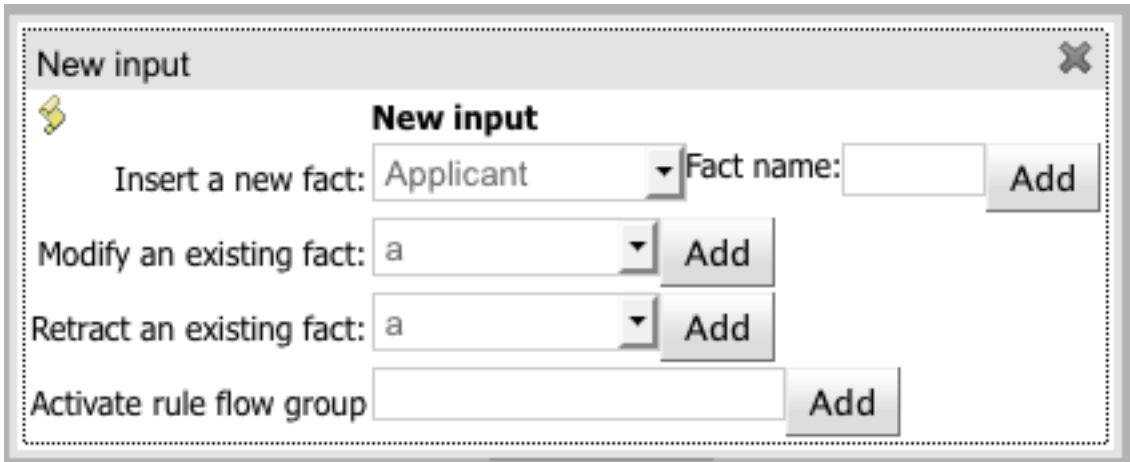 New input
New input
Insert a new fact: Applicant Fact name: Add
Modify an existing fact: a Add
Retract an existing fact: a Add
Activate rule flow group Add